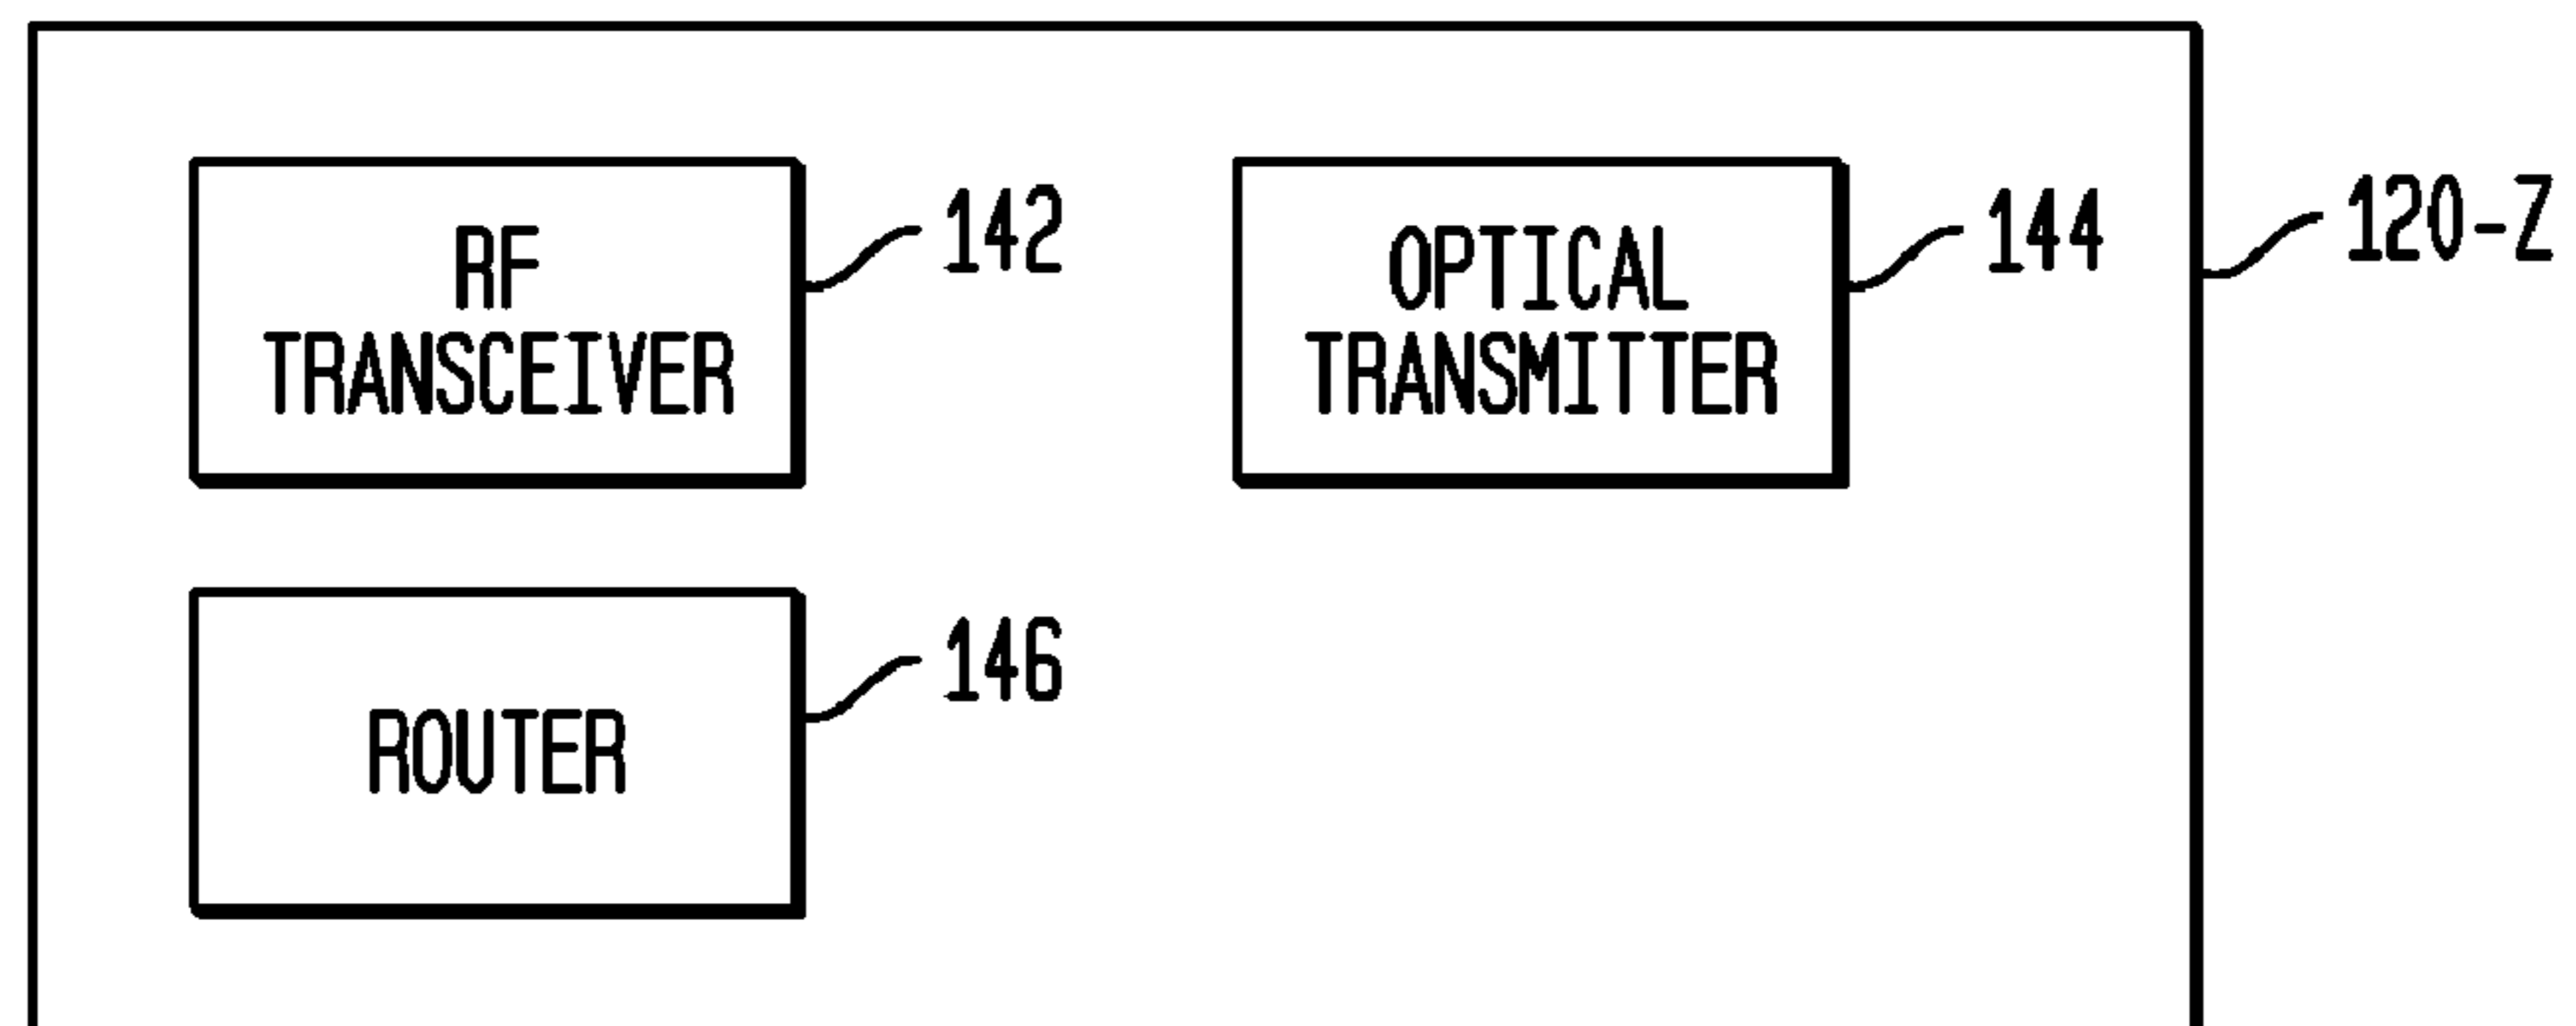 RF
TRANSCEIVER
142
OPTICAL
TRANSMITTER
144
120-Z
ROUTER
146